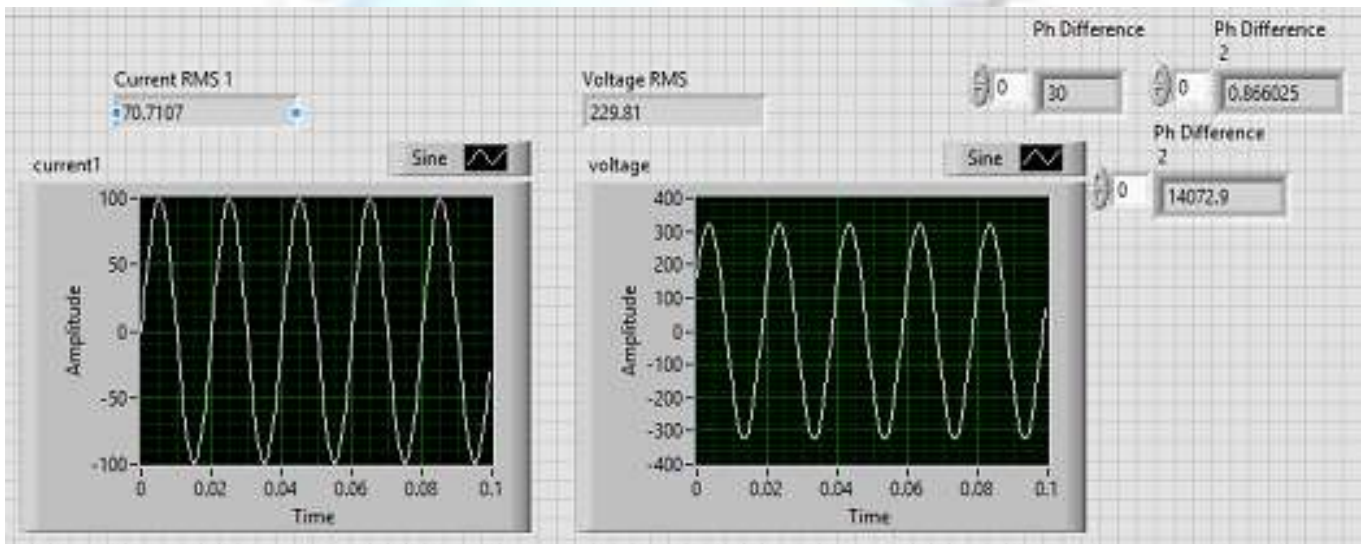 Ph Difference
Ph Difference
2
Current RMS 1
70.7107
Voltage RMS
229.81
0
30
0
0.866025
Ph Difference
2
0
14072.9
current1
Sine
100
50
0
-50
-100
Amplitude
0
0.02
0.04
0.06
0.08
0.1
Time
voltage
Sine
400
300
200
100
0
-100
-200
-300
-400
Amplitude
0
0.02
0.04
0.06
0.08
0.1
Time